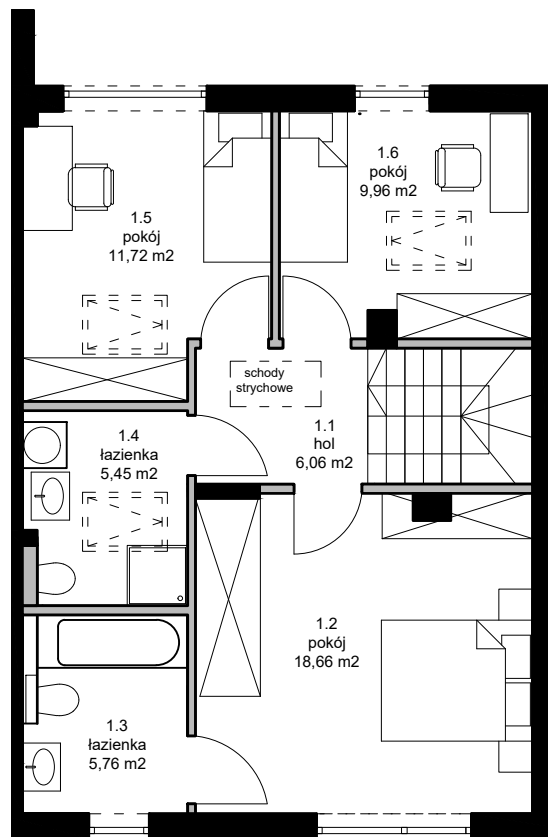 1.6
pokój
9,96 m2
1.5
pokój
11,72 m2
schody
strychowe
1.1
hol
6,06 m2
1.4
łazienka
5,45 m2
1.2
pokój
18,66 m2
1.3
łazienka
5,76 m2